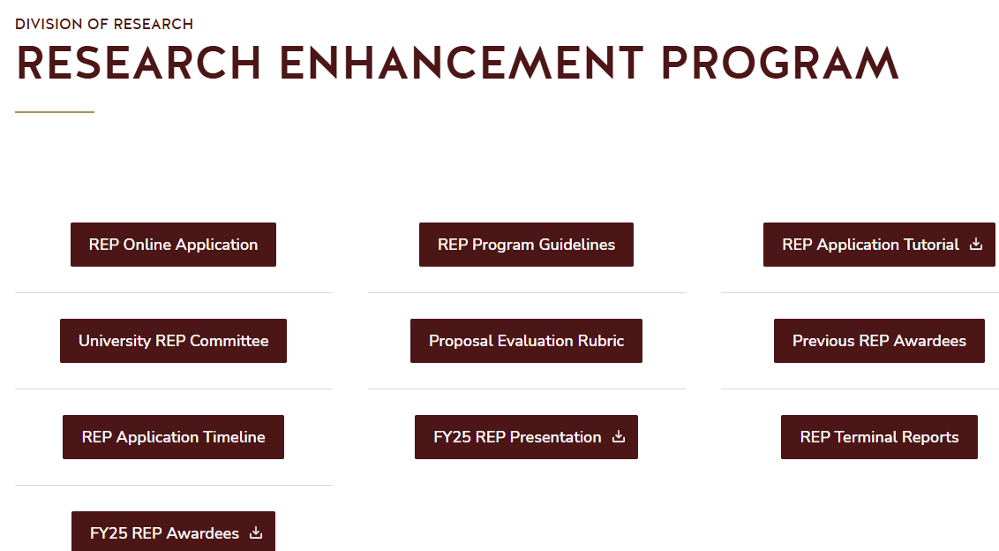 DIVISION OF RESEARCH
RESEARCH ENHANCEMENT PROGRAM
REP Online Application
REP Program Guidelines
REP Application Tutorial
University REP Committee
Proposal Evaluation Rubric
Previous REP Awardees
REP Application Timeline
FY25 REP Presentation
REP Terminal Reports
FY25 REP Awardees